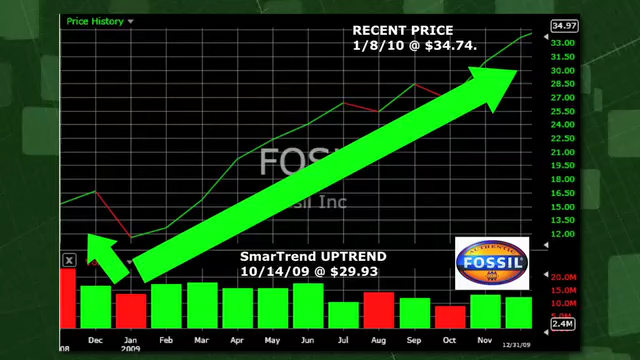 Price History
RECENT PRICE
1/8/10 @ $34.74.
34.97
33.00
31.50
30.00
28.50
27.00
25.50
24.00
22.50
21.00
19.50
18.00
16.50
15.00
13.50
12.00
FOSSIL
Inc
SmarTrend UPTREND
10/14/09 @ $29.93
AUTHENTIC
FOSSIL
X
20.0M
15.0M
10.0M
5.0M
2.4M
Dec Jan Feb Mar Apr May Jun Jul Aug Sep Oct Nov
08 2009 12/31/09